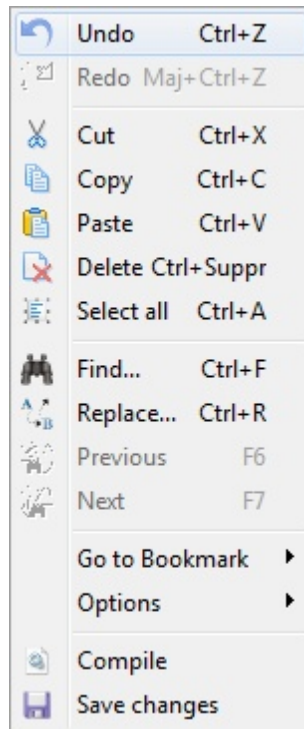 Undo Ctrl+Z
Redo Maj+Ctrl+Z
Cut Ctrl+X
Copy Ctrl+C
Paste Ctrl+V
Delete Ctrl+Suppr
Select all Ctrl+A
Find... Ctrl+F
Replace... Ctrl+R
Previous F6
Next F7
Go to Bookmark
Options
Compile
Save changes